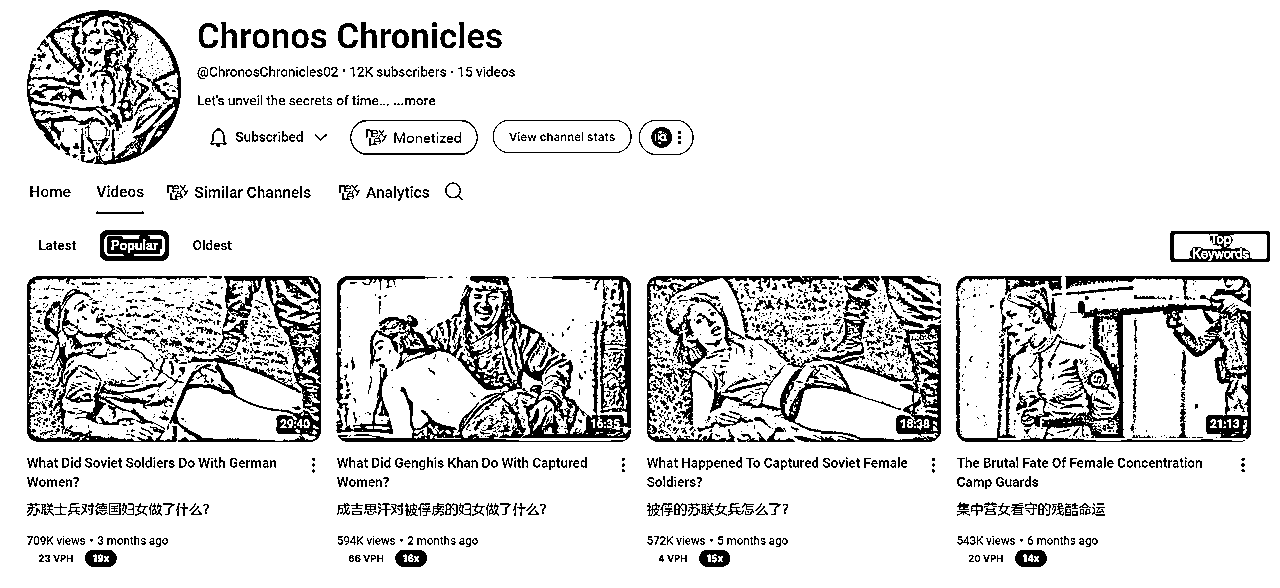 Chronos Chronicles
@ChronosChronicles02 • 12K subscribers • 15 videos
Let's unveil the secrets of time... ...more
Subscribed
Monetized
View channel stats
Home
Videos
Similar Channels
Analytics
Latest
Popular
Oldest
Top
Keywords
29:40
16:35
18:38
21:13
What Did Soviet Soldiers Do With German
Women?
苏联士兵对德国妇女做了什么?
709K views • 3 months ago
23 VPH 19x
What Did Genghis Khan Do With Captured
Women?
成吉思汗对被俘虏的妇女做了什么?
594K views • 2 months ago
66 VPH 16x
What Happened To Captured Soviet Female
Soldiers?
被俘的苏联女兵怎么了?
572K views • 5 months ago
4 VPH 15x
The Brutal Fate Of Female Concentration
Camp Guards
集中营女看守的残酷命运
543K views • 6 months ago
20 VPH 14x